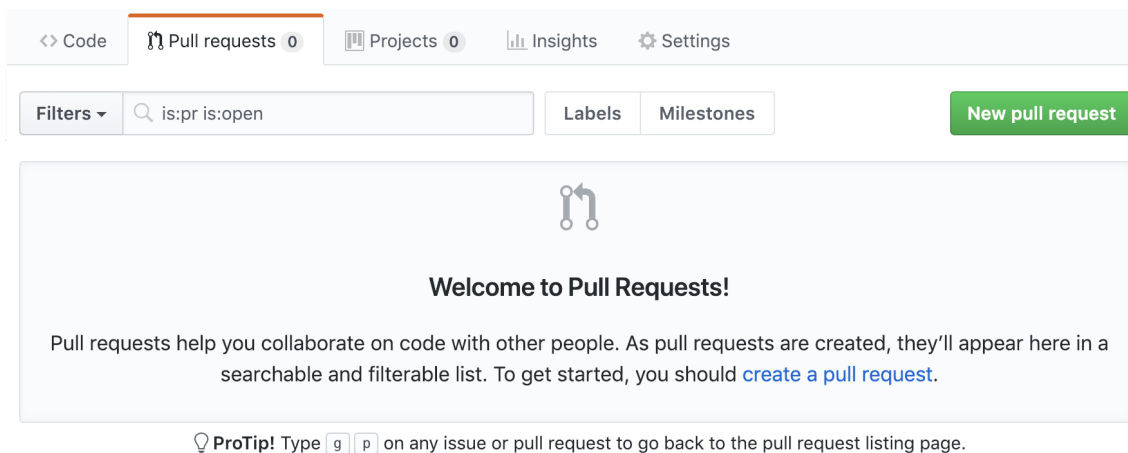 <> Code Pull requests 0 Projects 0 Insights Settings
Filters is:pr is:open Labels Milestones New pull request
Welcome to Pull Requests!
Pull requests help you collaborate on code with other people. As pull requests are created, they’ll appear here in a
searchable and filterable list. To get started, you should create a pull request.
ProTip! Type g p on any issue or pull request to go back to the pull request listing page.